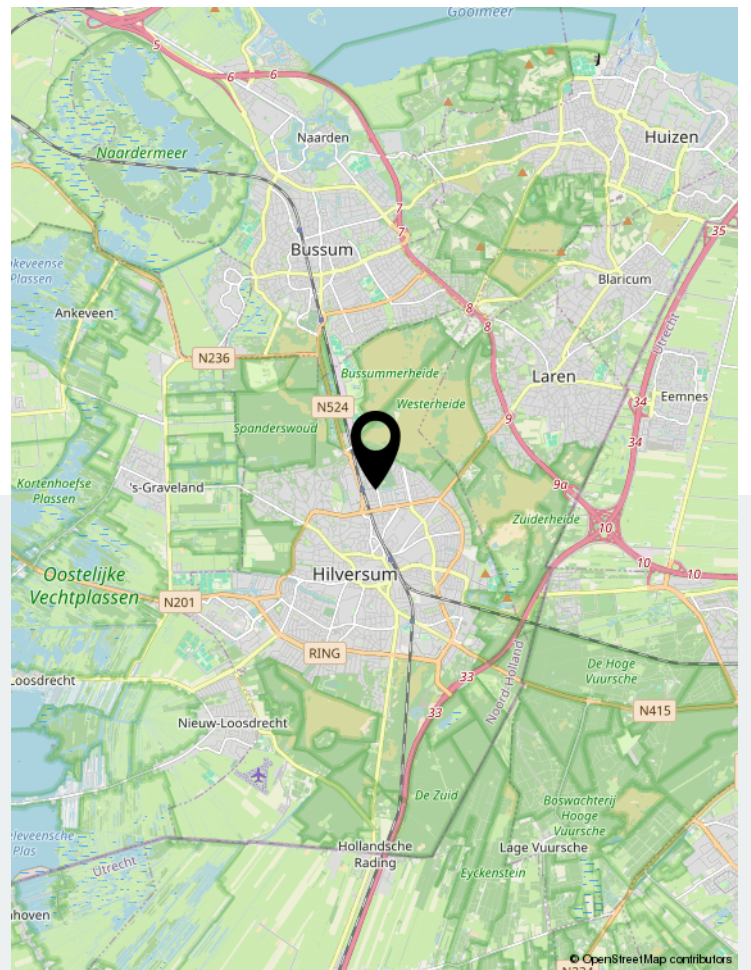 Gooimeer
5
6
6
Naarden
Huizen
Naardermeer
7
7
35
Bussum
nkeveense
Plassen
Blaricum
Ankeveen
8
8
Utrecht
N236
Bussummerheide
Laren
Eemnes
N524
Westerheide
34
9
Spanderswoud
34
Kortenhoefse
Plassen
's-Graveland
9a
Zuiderheide
10
10
10
Oostelijke
Vechtplassen
Hilversum
N201
RING
Loosdrecht
De Hoge
Vuursche
33
33
Noord-Holland
N415
Nieuw-Loosdrecht
De Zuid
Boswachterij
Hooge
Vuursche
eleveensche
Plas
Hollandsche
Rading
Lage Vuursche
Utrecht
Eyckenstein
nhoven
© OpenStreetMap contributors